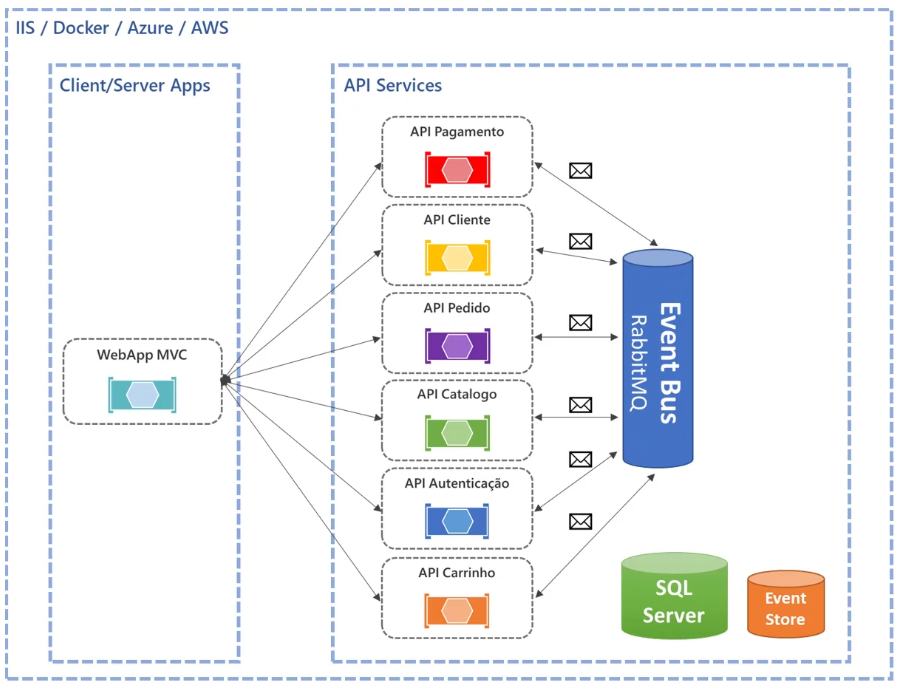 IIS / Docker / Azure / AWS
Client/Server Apps
API Services
API Pagamento
API Cliente
API Pedido
WebApp MVC
API Catalogo
API Autenticação
API Carrinho
Event Bus
RabbitMQ
SQL
Server
Event
Store